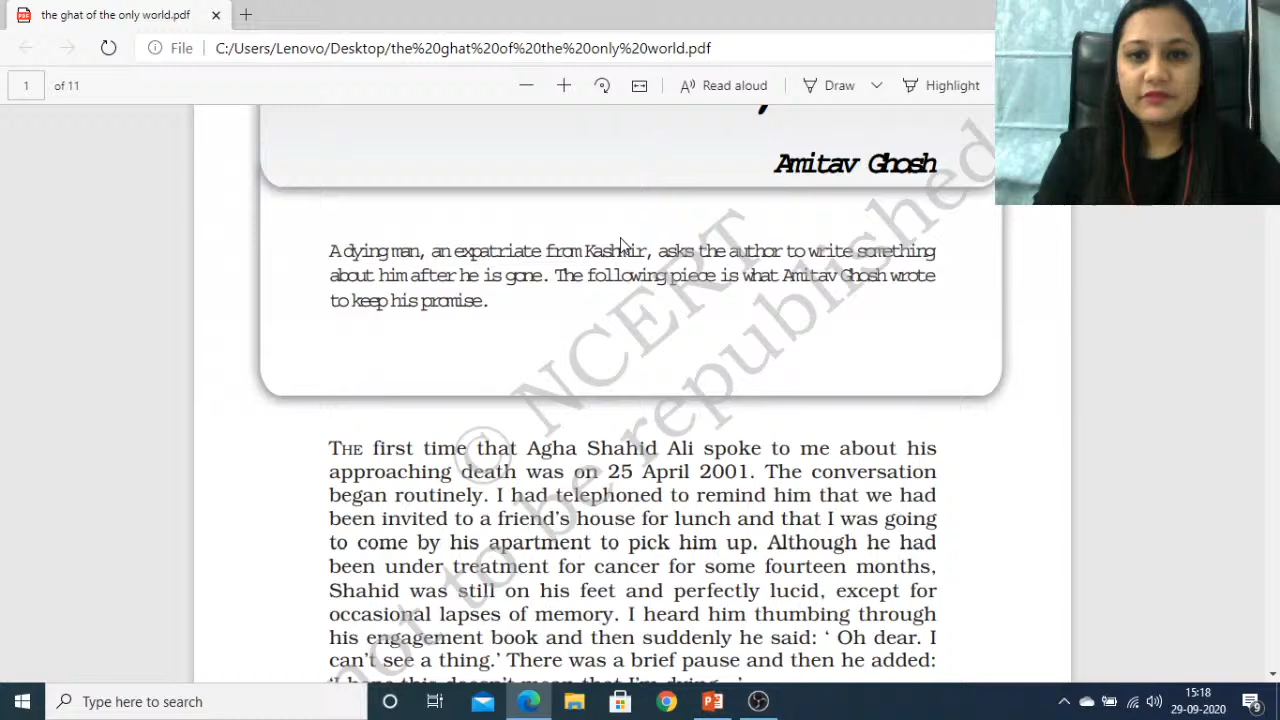 the ghat of the only world.pdf
File C:/Users/Lenovo/Desktop/the%20ghat%20of%20the%20only%20world.pdf
1 of 11 Read aloud Draw Highlight
Amitav Ghosh
A dying man, an expatriate from Kashmir, asks the author to write something
about him after he is gone. The following piece is what Amitav Ghosh wrote
to keep his promise.
© NCERT
not to be republished
THE first time that Agha Shahid Ali spoke to me about his
approaching death was on 25 April 2001. The conversation
began routinely. I had telephoned to remind him that we had
been invited to a friend's house for lunch and that I was going
to come by his apartment to pick him up. Although he had
been under treatment for cancer for some fourteen months,
Shahid was still on his feet and perfectly lucid, except for
occasional lapses of memory. I heard him thumbing through
his engagement book and then suddenly he said: ‘ Oh dear. I
can't see a thing.’ There was a brief pause and then he added:
Type here to search
15:18
29-09-2020
9